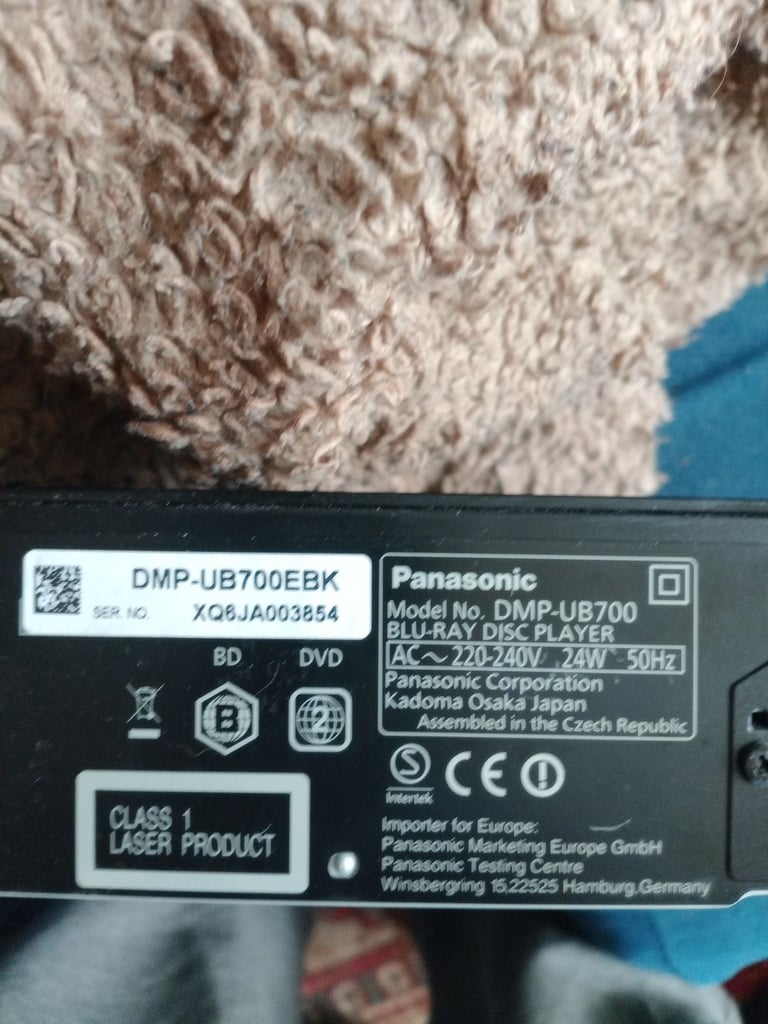 DMP-UB700EBK
SER. NO. XQ6JA003854
BD DVD
B 2
CLASS 1
LASER PRODUCT
Panasonic
Model No. DMP-UB700
BLU-RAY DISC PLAYER
AC~ 220-240V 24W 50Hz
Panasonic Corporation
Kadoma Osaka Japan
Assembled in the Czech Republic
S
Intertek
CE
Importer for Europe:
Panasonic Marketing Europe GmbH
Panasonic Testing Centre
Winsbergring 15,22525 Hamburg,Germany